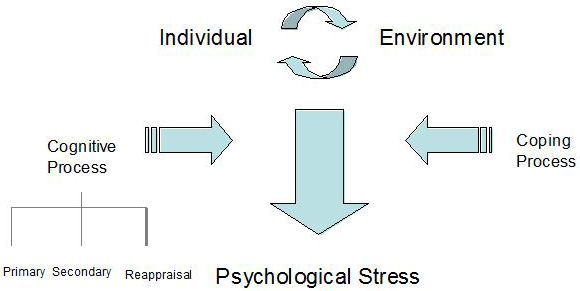 Individual
Environment
Cognitive
Process
Coping
Process
Primary
Secondary
Reappraisal
Psychological Stress